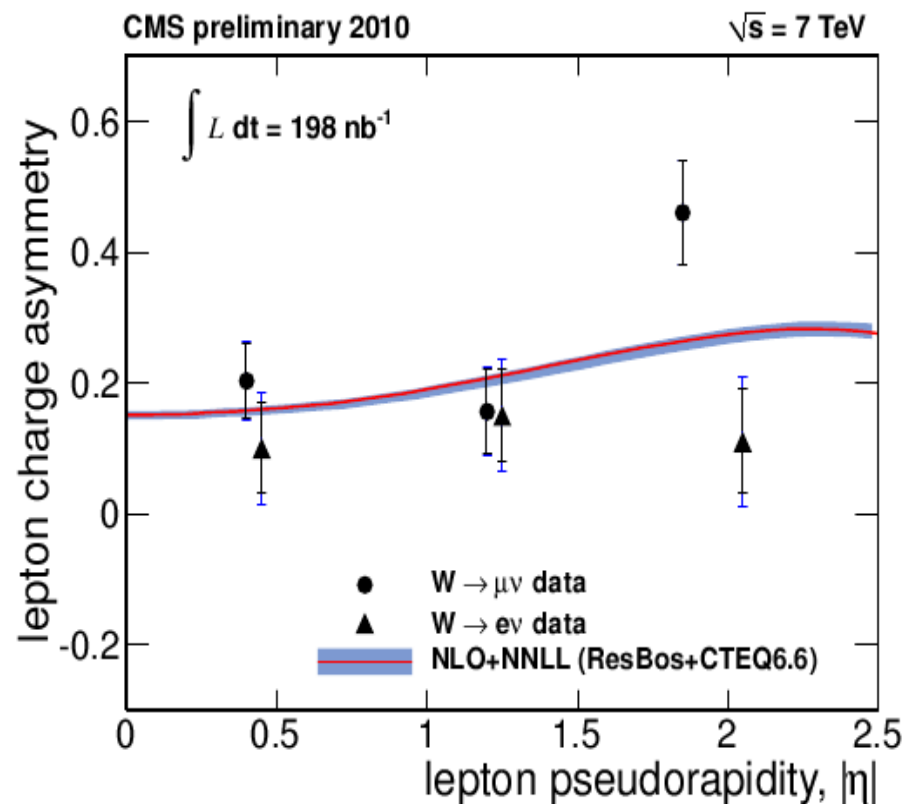 CMS preliminary 2010
√s = 7 TeV
∫ L dt = 198 nb⁻¹
lepton charge asymmetry
0.6
0.4
0.2
0
-0.2
W → μν data
W → eν data
NLO+NNLL (ResBos+CTEQ6.6)
0 0.5 1 1.5 2 2.5
lepton pseudorapidity, |η|